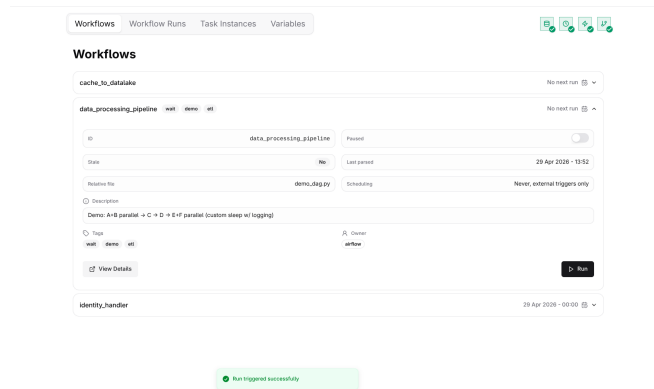 Workflows Workflow Runs Task Instances Variables
Workflows
cache_to_datalake No next run
data_processing_pipeline wait demo etl No next run
ID data_processing_pipeline Paused
Stale No Last parsed 29 Apr 2026 - 13:52
Relative file demo_dag.py Scheduling Never, external triggers only
Description
Demo: A+B parallel → C → D → E+F parallel (custom sleep w/ logging)
Tags Owner
wait demo etl airflow
View Details Run
identity_handler 29 Apr 2026 - 00:00
Run triggered successfully